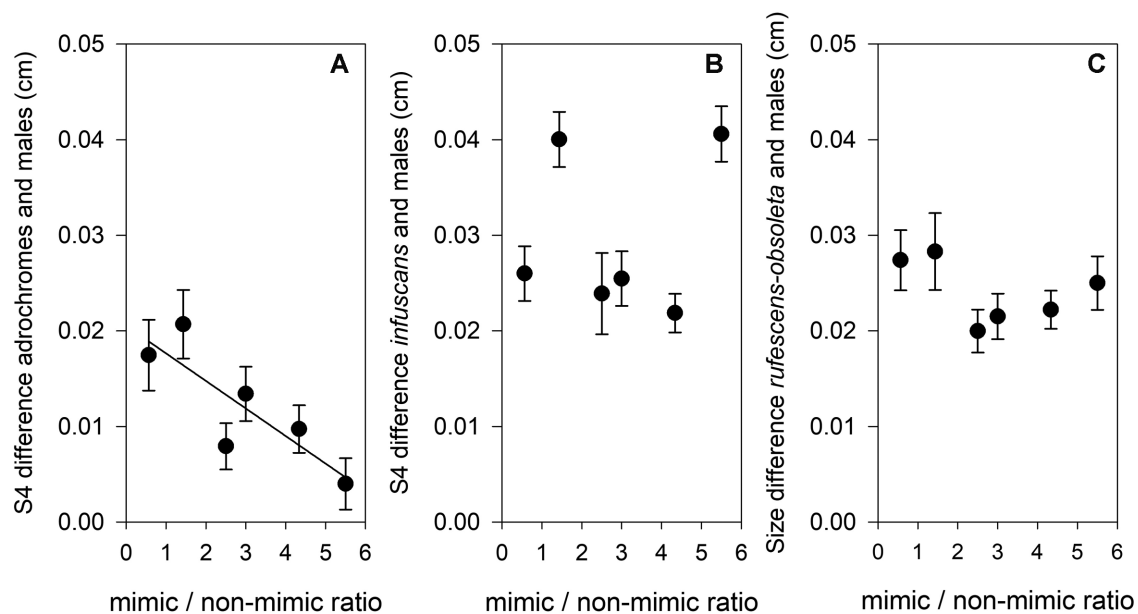 S4 difference adrochromes and males (cm)
0.05
0.04
0.03
0.02
0.01
0.00
A
0 1 2 3 4 5 6
mimic / non-mimic ratio
S4 difference infuscans and males (cm)
0.05
0.04
0.03
0.02
0.01
0.00
B
0 1 2 3 4 5 6
mimic / non-mimic ratio
Size difference rufescens-obsoleta and males (cm)
0.05
0.04
0.03
0.02
0.01
0.00
C
0 1 2 3 4 5 6
mimic / non-mimic ratio